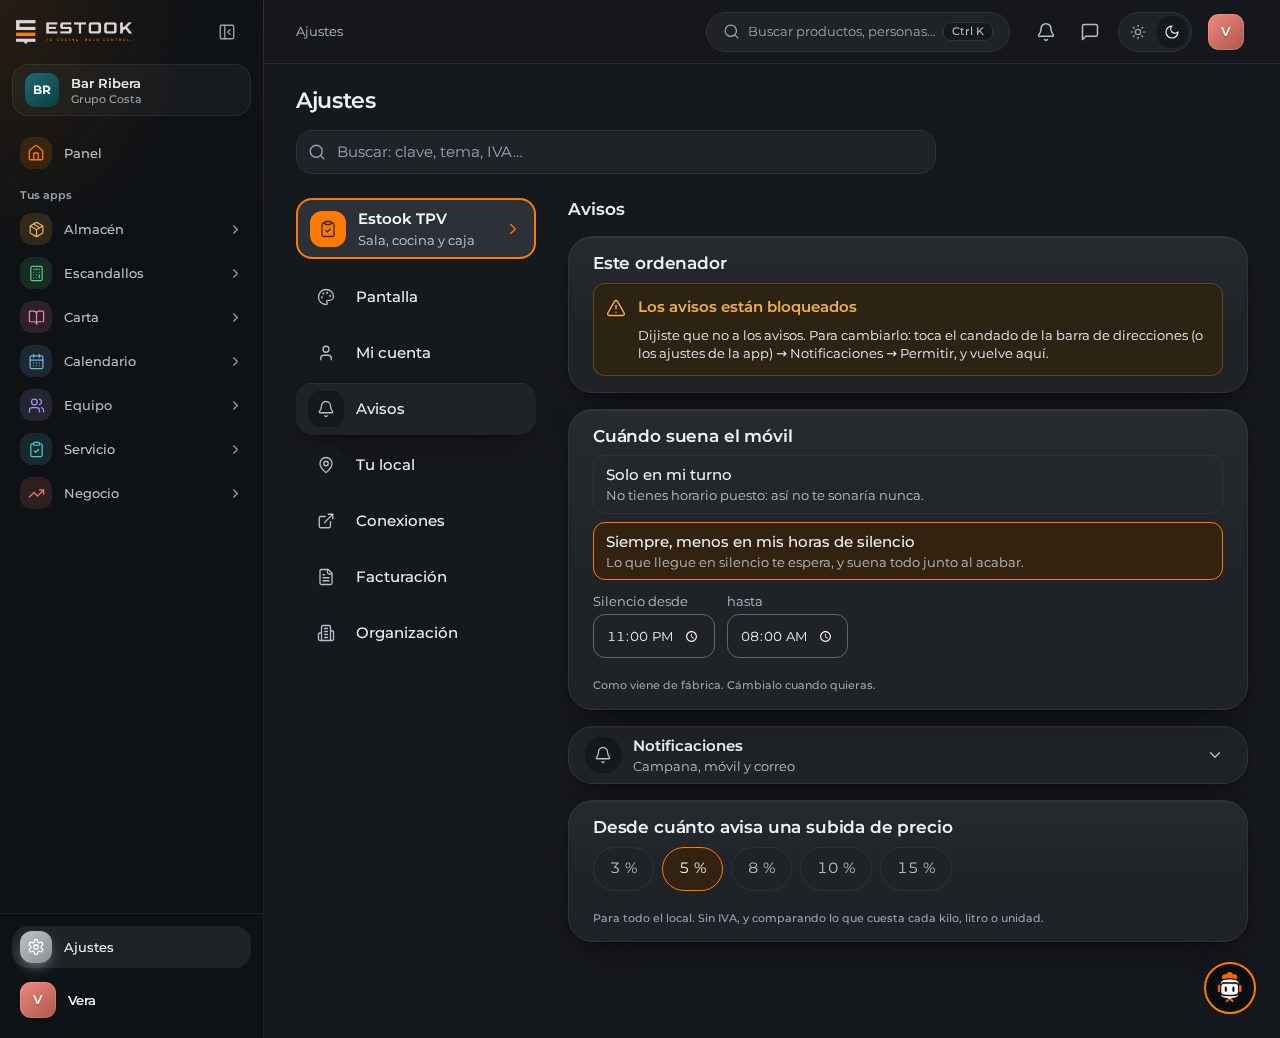 ESTOOK
TU COCINA, BAJO CONTROL.
BR
Bar Ribera
Grupo Costa
Panel
Tus apps
Almacén
Escandallos
Carta
Calendario
Equipo
Servicio
Negocio
Ajustes
V
Vera
Ajustes
Buscar productos, personas...
Ctrl K
V
Ajustes
Buscar: clave, tema, IVA...
Estook TPV
Sala, cocina y caja
Pantalla
Mi cuenta
Avisos
Tu local
Conexiones
Facturación
Organización
Avisos
Este ordenador
Los avisos están bloqueados
Dijiste que no a los avisos. Para cambiarlo: toca el candado de la barra de direcciones (o
los ajustes de la app) → Notificaciones → Permitir, y vuelve aquí.
Cuándo suena el móvil
Solo en mi turno
No tienes horario puesto: así no te sonaría nunca.
Siempre, menos en mis horas de silencio
Lo que llegue en silencio te espera, y suena todo junto al acabar.
Silencio desde
hasta
11:00 PM
08:00 AM
Como viene de fábrica. Cámbialo cuando quieras.
Notificaciones
Campana, móvil y correo
Desde cuánto avisa una subida de precio
3 %
5 %
8 %
10 %
15 %
Para todo el local. Sin IVA, y comparando lo que cuesta cada kilo, litro o unidad.